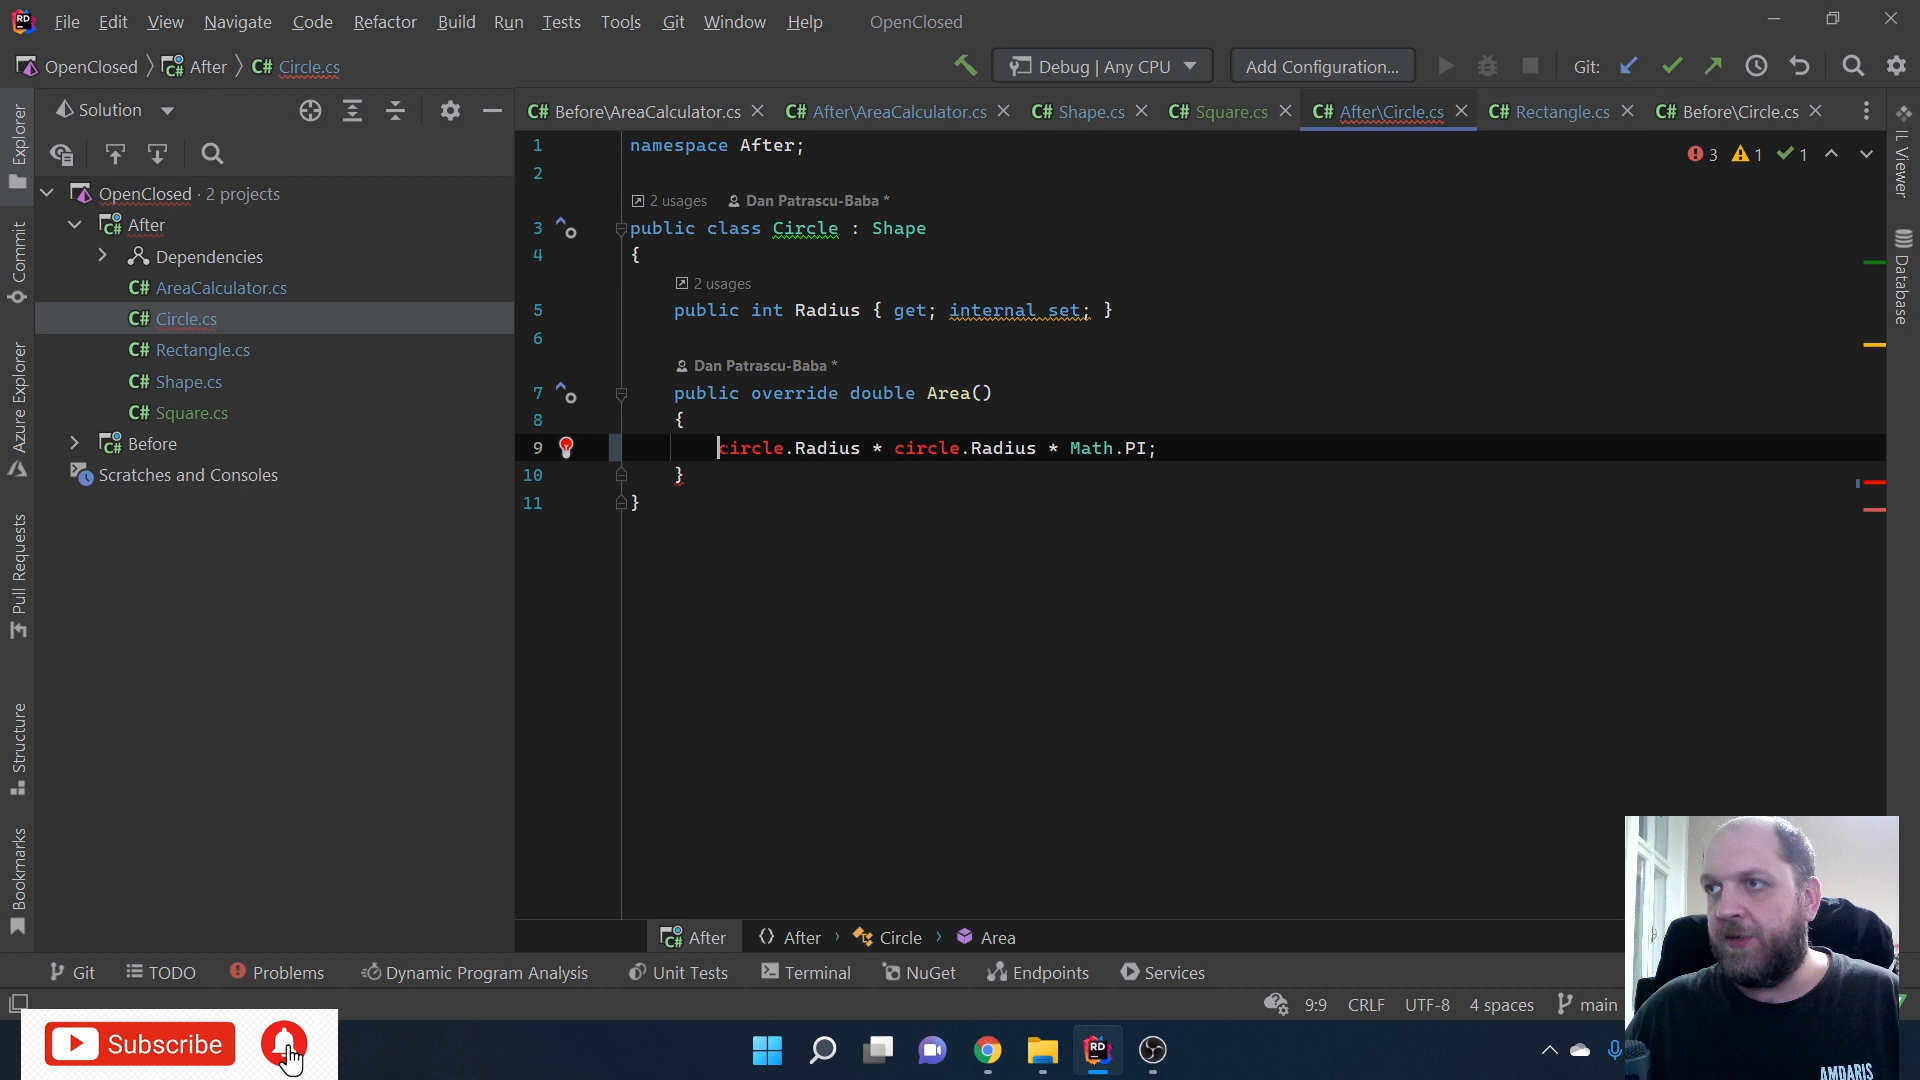 File Edit View Navigate Code Refactor Build Run Tests Tools Git Window Help OpenClosed
OpenClosed After C# Circle.cs Debug | Any CPU Add Configuration... Git:
Solution
C# Before\AreaCalculator.cs C# After\AreaCalculator.cs C# Shape.cs C# Square.cs C# After\Circle.cs C# Rectangle.cs C# Before\Circle.cs
Explorer
Commit
Azure Explorer
Pull Requests
Structure
Bookmarks
OpenClosed · 2 projects
After
Dependencies
C# AreaCalculator.cs
C# Circle.cs
C# Rectangle.cs
C# Shape.cs
C# Square.cs
Before
Scratches and Consoles
3 1 1
1 namespace After;
2
2 usages Dan Patrascu-Baba *
3 public class Circle : Shape
4 {
2 usages
5 public int Radius { get; internal set; }
6
Dan Patrascu-Baba *
7 public override double Area()
8 {
9 circle.Radius * circle.Radius * Math.PI;
10 }
11 }
IL Viewer
Database
After After Circle Area
Git TODO Problems Dynamic Program Analysis Unit Tests Terminal NuGet Endpoints Services
9:9 CRLF UTF-8 4 spaces main
Subscribe
AMDARIS